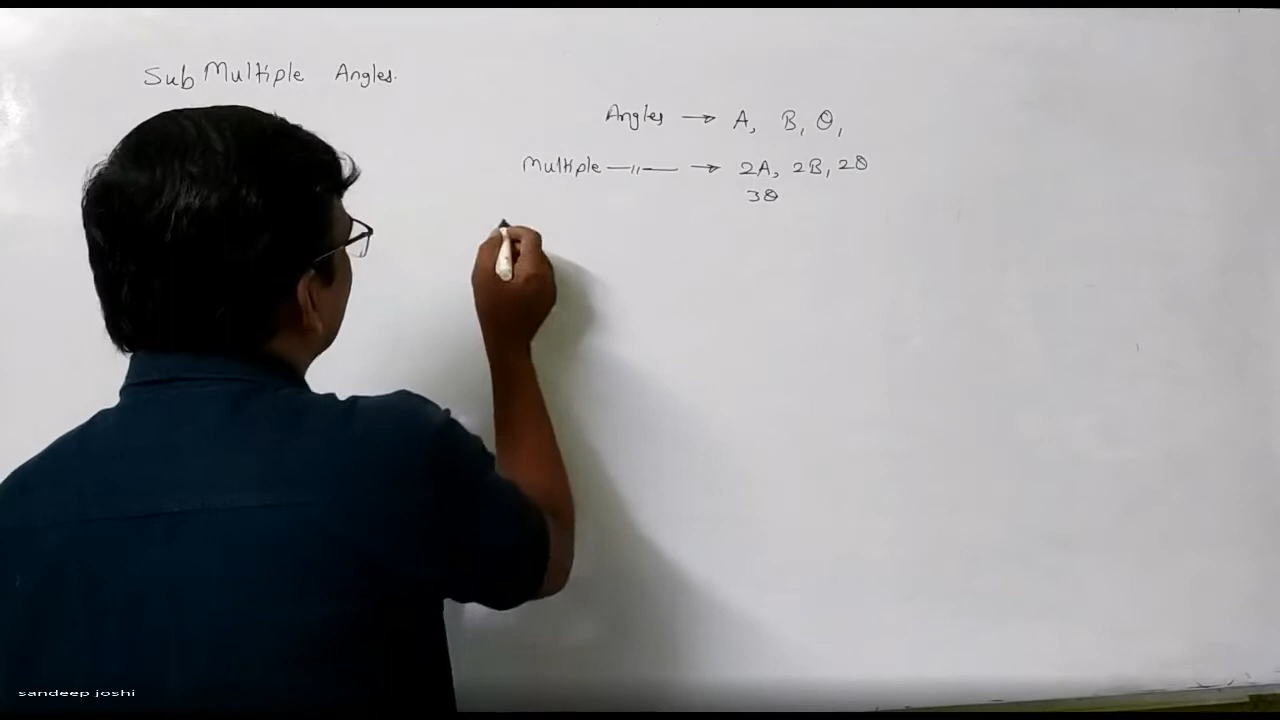 Sub Multiple Angles.
Angles → A, B, θ,
Multiple —〃— → 2A, 2B, 2θ
3θ
sandeep joshi